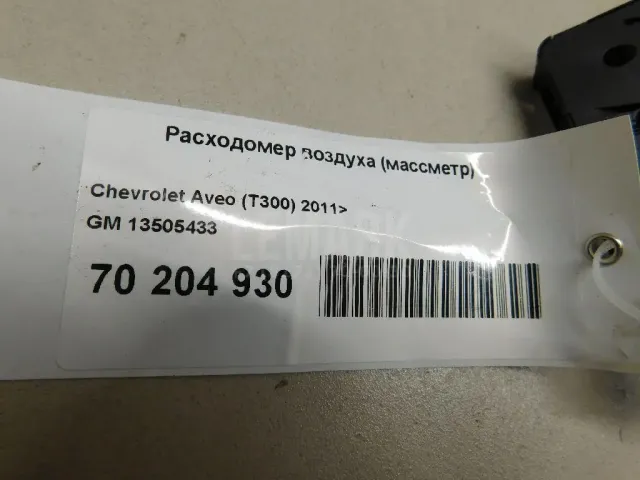 Расходомер воздуха (массметр)
Chevrolet Aveo (T300) 2011>
GM 13505433
70 204 930